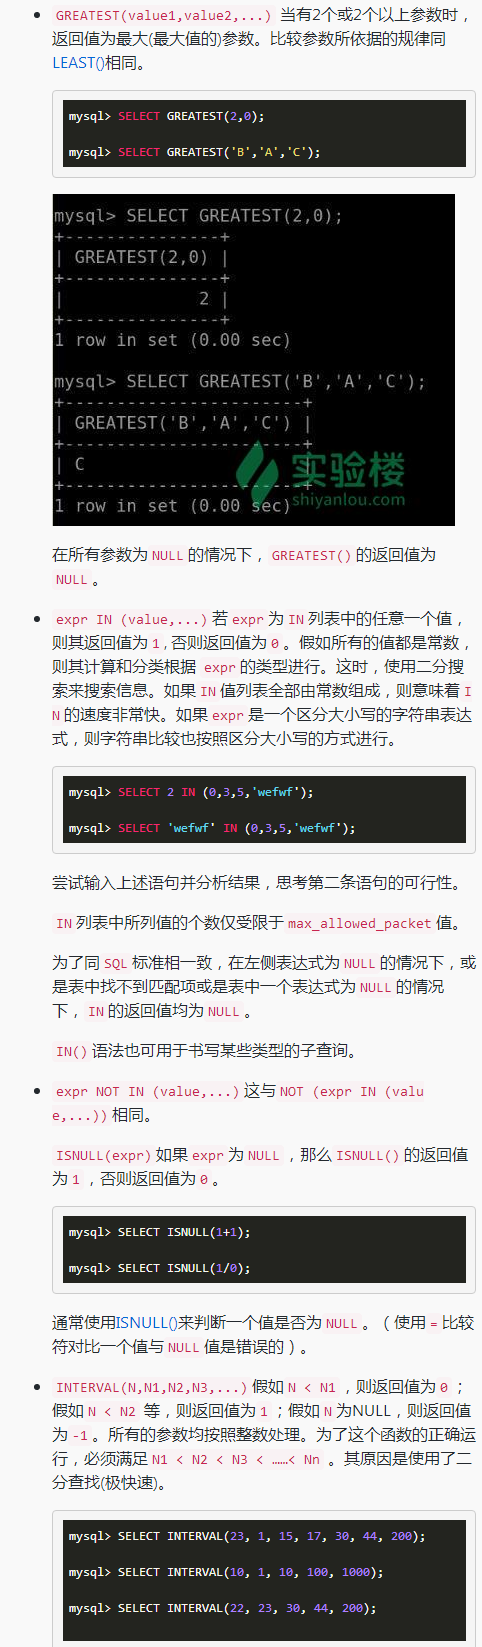 GREATEST(value1,value2,...) 当有2个或2个以上参数时，
返回值为最大(最大值的)参数。比较参数所依据的规律同
LEAST()相同。
mysql> SELECT GREATEST(2,0);
mysql> SELECT GREATEST('B','A','C');
mysql> SELECT GREATEST(2,0);
+---------------+
| GREATEST(2,0) |
+---------------+
|             2 |
+---------------+
1 row in set (0.00 sec)
mysql> SELECT GREATEST('B','A','C');
+-----------------------+
| GREATEST('B','A','C') |
+-----------------------+
| C                     |
+-----------------------+
1 row in set (0.00 sec)
实验楼
shiyanlou.com
在所有参数为 NULL 的情况下， GREATEST() 的返回值为
NULL 。
expr IN (value,...) 若 expr 为 IN 列表中的任意一个值，
则其返回值为 1 , 否则返回值为 0 。假如所有的值都是常数，
则其计算和分类根据 expr 的类型进行。这时，使用二分搜
索来搜索信息。如果 IN 值列表全部由常数组成，则意味着 I
N 的速度非常快。如果 expr 是一个区分大小写的字符串表达
式，则字符串比较也按照区分大小写的方式进行。
mysql> SELECT 2 IN (0,3,5,'wefwf');
mysql> SELECT 'wefwf' IN (0,3,5,'wefwf');
尝试输入上述语句并分析结果，思考第二条语句的可行性。
IN 列表中所列值的个数仅受限于 max_allowed_packet 值。
为了同 SQL 标准相一致，在左侧表达式为 NULL 的情况下，或
是表中找不到匹配项或是表中一个表达式为 NULL 的情况
下， IN 的返回值均为 NULL 。
IN() 语法也可用于书写某些类型的子查询。
expr NOT IN (value,...) 这与 NOT (expr IN (valu
e,...)) 相同。
ISNULL(expr) 如果 expr 为 NULL ，那么 ISNULL() 的返回值
为 1 ，否则返回值为 0 。
mysql> SELECT ISNULL(1+1);
mysql> SELECT ISNULL(1/0);
通常使用ISNULL()来判断一个值是否为 NULL 。（使用 = 比较
符对比一个值与 NULL 值是错误的）。
INTERVAL(N,N1,N2,N3,...) 假如 N < N1 ，则返回值为 0 ；
假如 N < N2 等，则返回值为 1 ；假如 N 为NULL，则返回值
为 -1 。所有的参数均按照整数处理。为了这个函数的正确运
行，必须满足 N1 < N2 < N3 < ……< Nn 。其原因是使用了二
分查找(极快速)。
mysql> SELECT INTERVAL(23, 1, 15, 17, 30, 44, 200);
mysql> SELECT INTERVAL(10, 1, 10, 100, 1000);
mysql> SELECT INTERVAL(22, 23, 30, 44, 200);